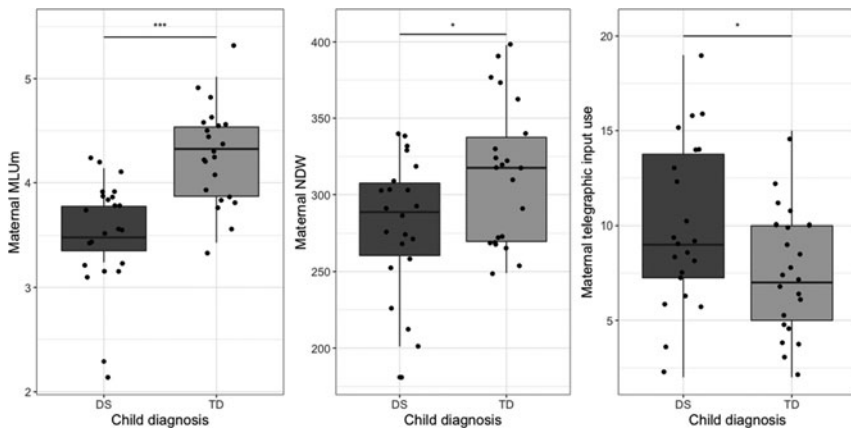 ***
5
4
3
2
Maternal MLUm
DS
TD
Child diagnosis
*
400
350
300
250
200
Maternal NDW
DS
TD
Child diagnosis
*
20
15
10
5
Maternal telegraphic input use
DS
TD
Child diagnosis